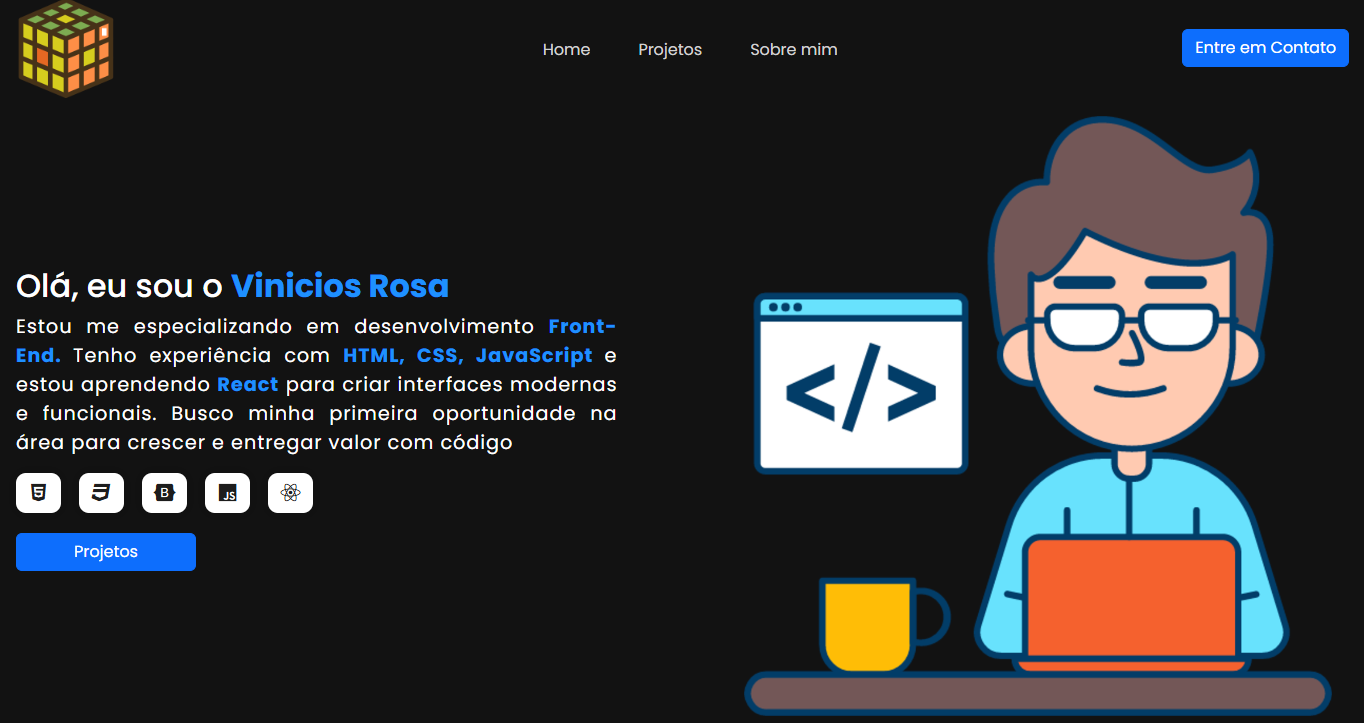 Home Projetos Sobre mim Entre em Contato
Olá, eu sou o Vinicios Rosa
Estou me especializando em desenvolvimento Front-
End. Tenho experiência com HTML, CSS, JavaScript e
estou aprendendo React para criar interfaces modernas
e funcionais. Busco minha primeira oportunidade na
área para crescer e entregar valor com código
</>
5 3 B JS
Projetos